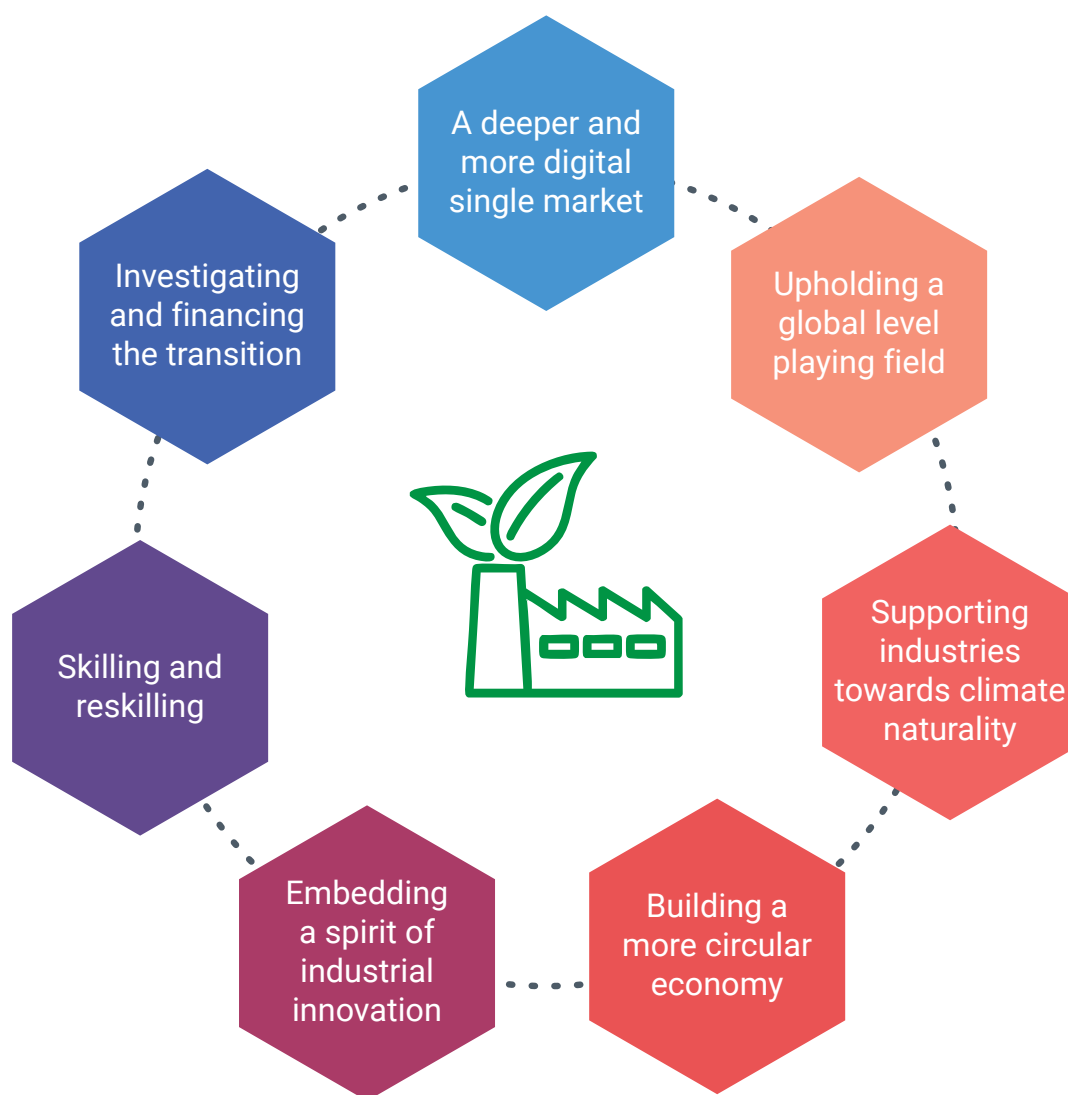 A deeper and
more digital
single market
Upholding a
global level
playing field
Supporting
industries
towards climate
naturality
Building a
more circular
economy
Embedding
a spirit of
industrial
innovation
Skilling and
reskilling
Investigating
and financing
the transition